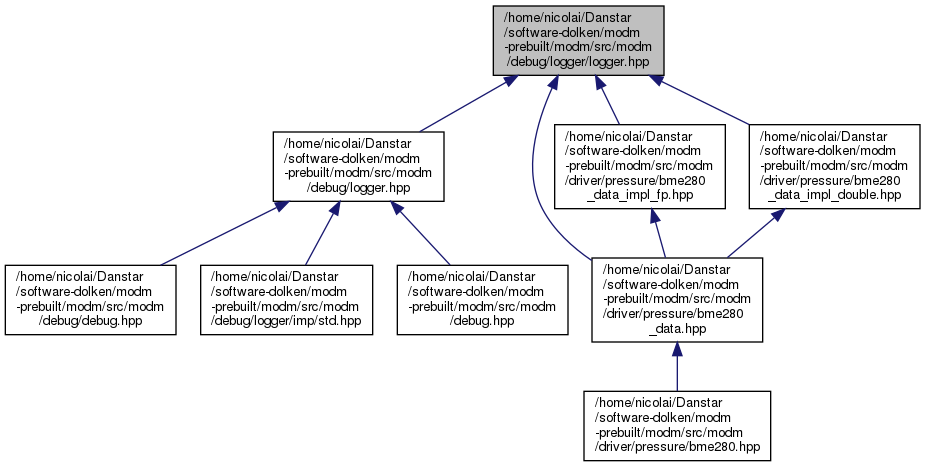 /home/nicolai/Danstar
/software-dolken/modm
-prebuilt/modm/src/modm
/debug/logger/logger.hpp
/home/nicolai/Danstar
/software-dolken/modm
-prebuilt/modm/src/modm
/debug/logger.hpp
/home/nicolai/Danstar
/software-dolken/modm
-prebuilt/modm/src/modm
/driver/pressure/bme280
_data_impl_fp.hpp
/home/nicolai/Danstar
/software-dolken/modm
-prebuilt/modm/src/modm
/driver/pressure/bme280
_data_impl_double.hpp
/home/nicolai/Danstar
/software-dolken/modm
-prebuilt/modm/src/modm
/debug/debug.hpp
/home/nicolai/Danstar
/software-dolken/modm
-prebuilt/modm/src/modm
/debug/logger/imp/std.hpp
/home/nicolai/Danstar
/software-dolken/modm
-prebuilt/modm/src/modm
/debug.hpp
/home/nicolai/Danstar
/software-dolken/modm
-prebuilt/modm/src/modm
/driver/pressure/bme280
_data.hpp
/home/nicolai/Danstar
/software-dolken/modm
-prebuilt/modm/src/modm
/driver/pressure/bme280.hpp